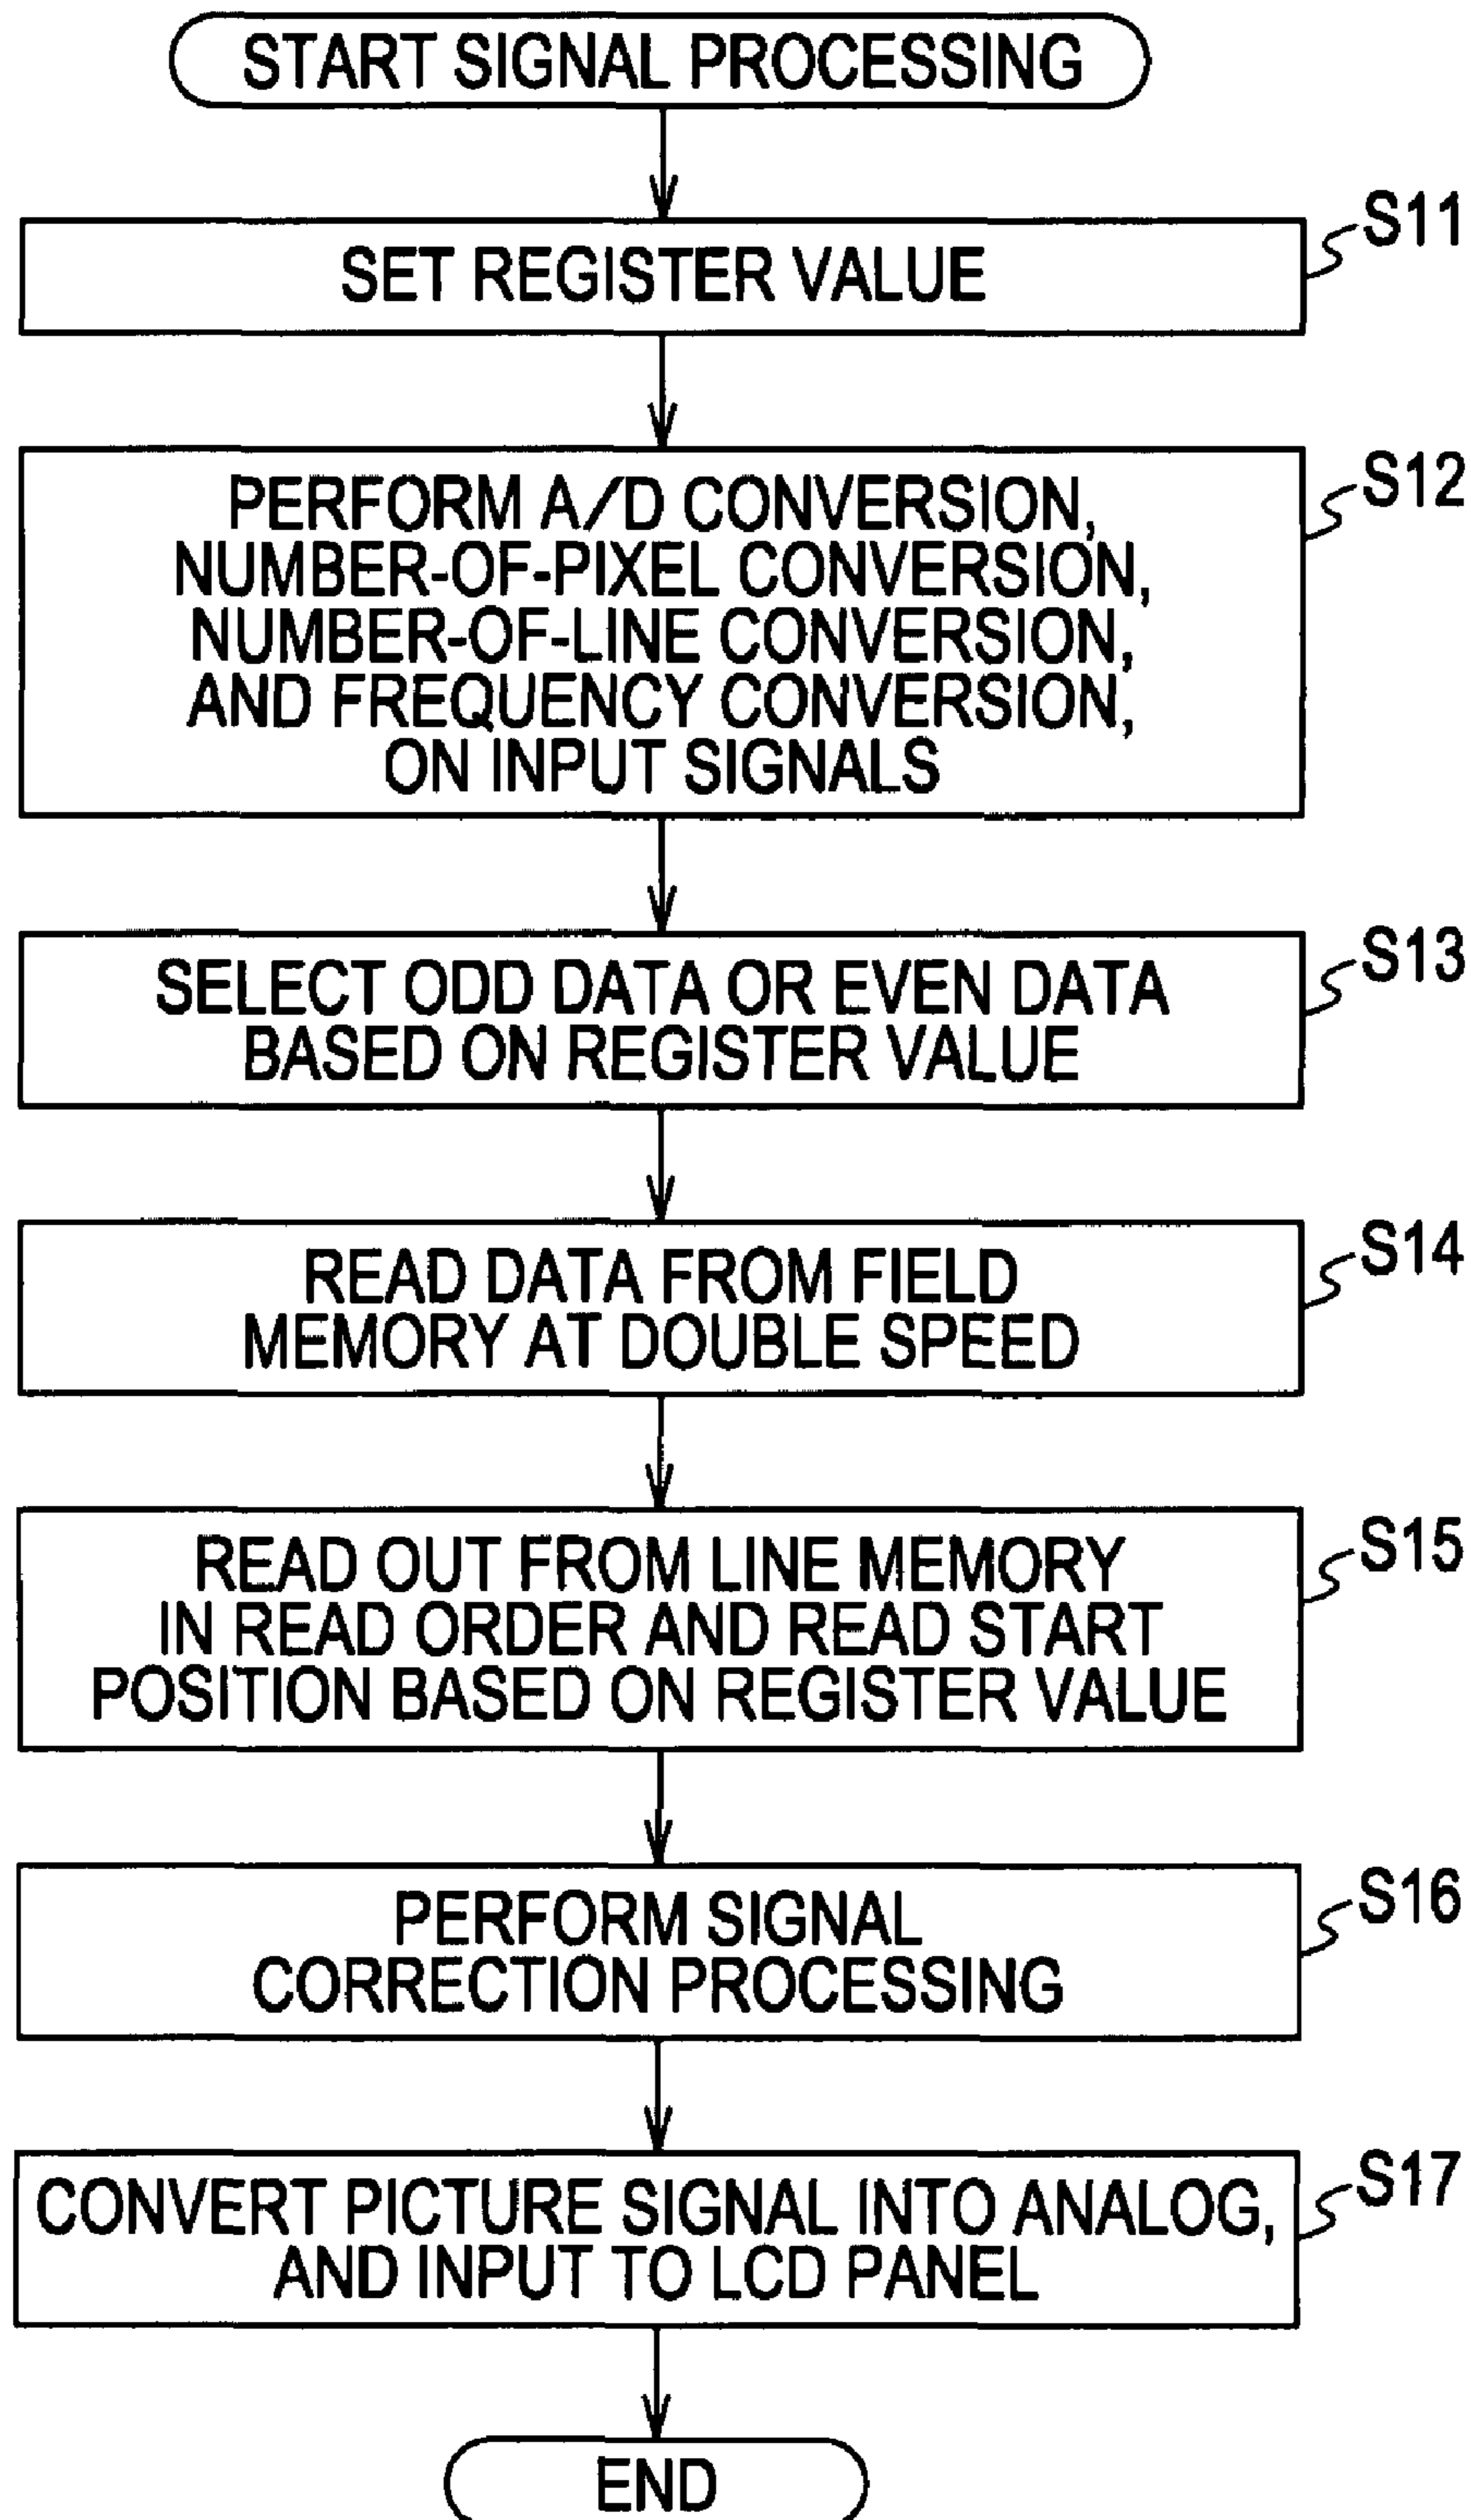 START SIGNAL PROCESSING
S11
SET REGISTER VALUE
S12
PERFORM A/D CONVERSION,
NUMBER-OF-PIXEL CONVERSION,
NUMBER-OF-LINE CONVERSION,
AND FREQUENCY CONVERSION,
ON INPUT SIGNALS
S13
SELECT ODD DATA OR EVEN DATA
BASED ON REGISTER VALUE
S14
READ DATA FROM FIELD
MEMORY AT DOUBLE SPEED
S15
READ OUT FROM LINE MEMORY
IN READ ORDER AND READ START
POSITION BASED ON REGISTER VALUE
S16
PERFORM SIGNAL
CORRECTION PROCESSING
S17
CONVERT PICTURE SIGNAL INTO ANALOG,
AND INPUT TO LCD PANEL
END